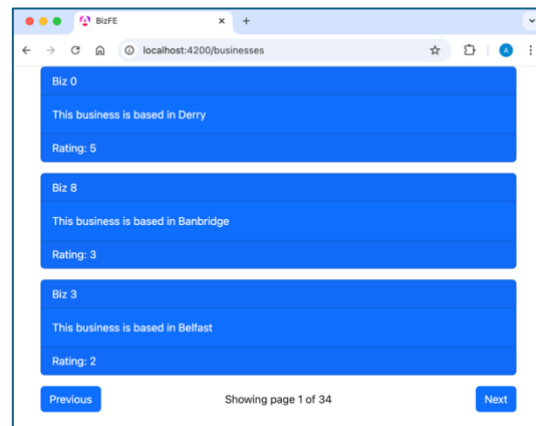 BizFE
localhost:4200/businesses
Biz 0
This business is based in Derry
Rating: 5
Biz 8
This business is based in Banbridge
Rating: 3
Biz 3
This business is based in Belfast
Rating: 2
Previous Showing page 1 of 34 Next